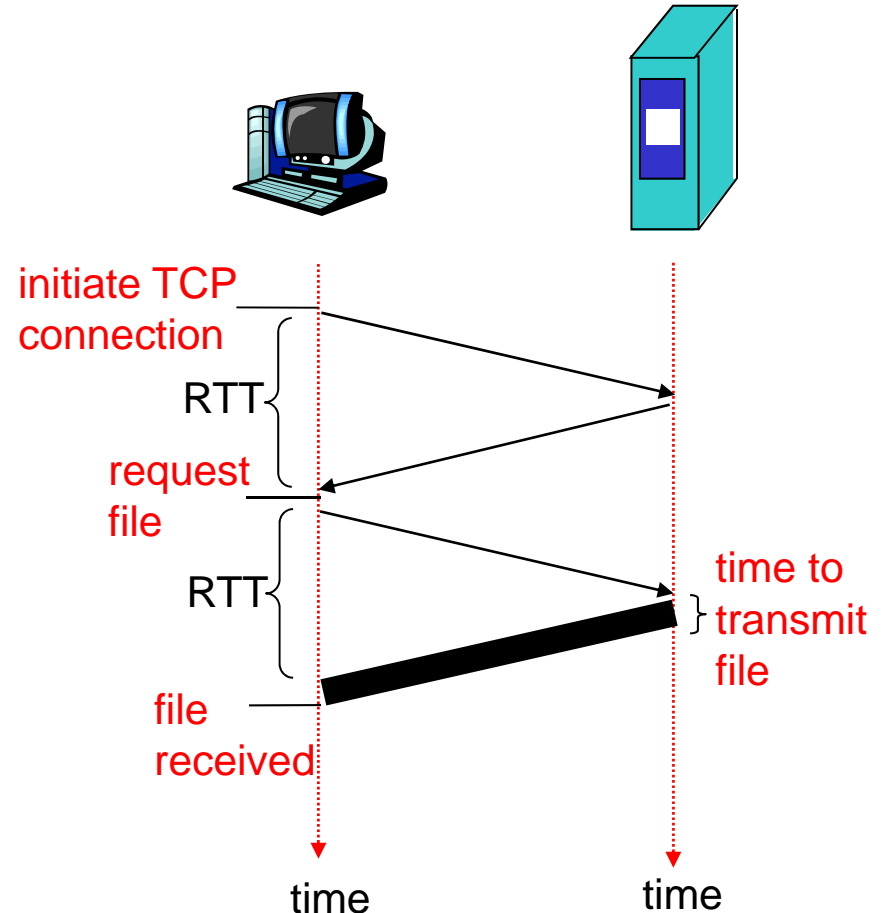 initiate TCP
connection
RTT
request
file
RTT
time to
transmit
file
file
received
time
time